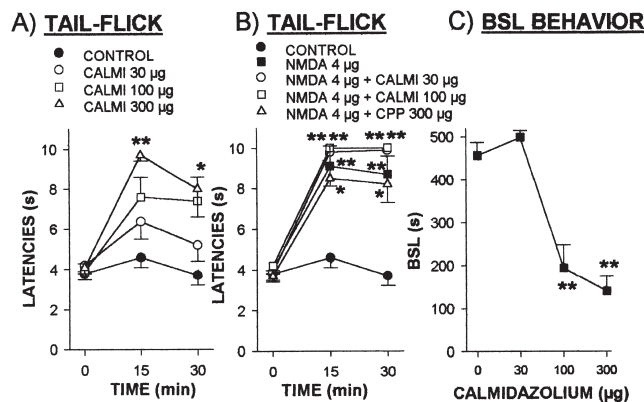 A) TAIL-FLICK
CONTROL
CALMI 30 µg
CALMI 100 µg
CALMI 300 µg
LATENCIES (s)
10
8
6
4
2
0
**
*
0 15 30
TIME (min)
B) TAIL-FLICK
CONTROL
NMDA 4 µg
NMDA 4 µg + CALMI 30 µg
NMDA 4 µg + CALMI 100 µg
NMDA 4 µg + CPP 300 µg
LATENCIES (s)
10
8
6
4
2
0
** ** ** **
** **
* *
0 15 30
TIME (min)
C) BSL BEHAVIOR
BSL (s)
500
400
300
200
100
0
**
**
0 30 100 300
CALMIDAZOLIUM (µg)